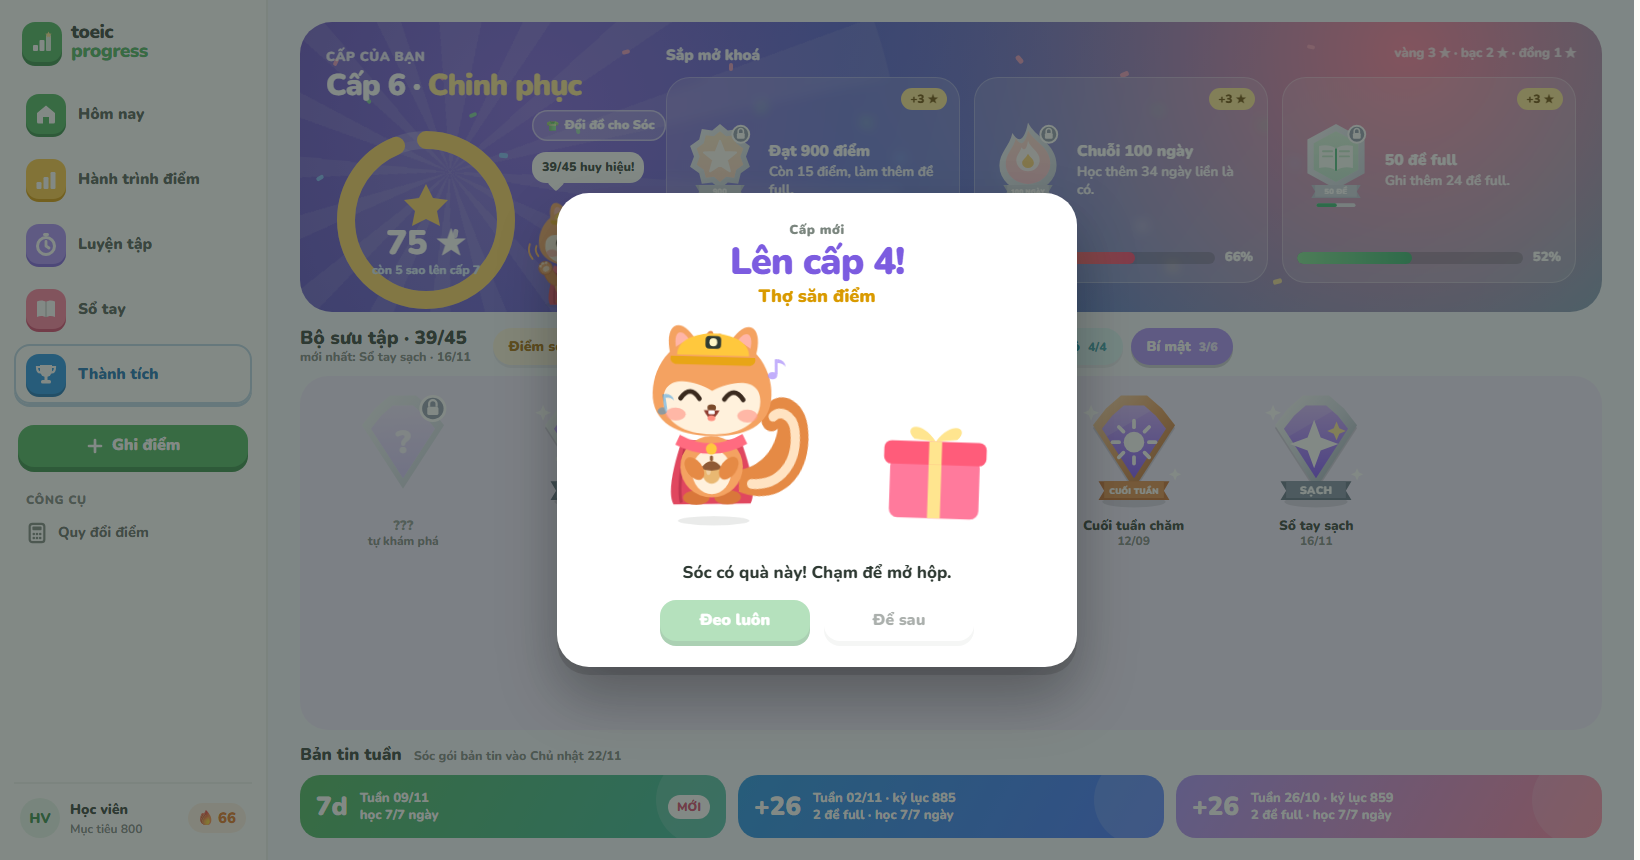 toeic
progress
Hôm nay
Hành trình điểm
Luyện tập
Sổ tay
Thành tích
Ghi điểm
CÔNG CỤ
Quy đổi điểm
HV
Học viên
Mục tiêu 800
66
CẤP CỦA BẠN
Cấp 6 · Chinh phục
Đổi đồ cho Sóc
39/45 huy hiệu!
75 ★
còn 5 sao lên cấp 7
Sắp mở khoá
vàng 3 ★ · bạc 2 ★ · đồng 1 ★
+3 ★
Đạt 900 điểm
Còn 15 điểm, làm thêm đề
full.
+3 ★
Chuỗi 100 ngày
Học thêm 34 ngày liền là
có.
66%
+3 ★
50 đề full
Ghi thêm 24 đề full.
50 ĐỀ
52%
Bộ sưu tập · 39/45
mới nhất: Sổ tay sạch · 16/11
4/4
Bí mật 3/6
?
???
tự khám phá
CUỐI TUẦN
Cuối tuần chăm
12/09
SẠCH
Sổ tay sạch
16/11
Cấp mới
Lên cấp 4!
Thợ săn điểm
Sóc có quà này! Chạm để mở hộp.
Đeo luôn
Để sau
Bản tin tuần
Sóc gói bản tin vào Chủ nhật 22/11
7d
Tuần 09/11
học 7/7 ngày
MỚI
+26
Tuần 02/11 · kỷ lục 885
2 đề full · học 7/7 ngày
+26
Tuần 26/10 · kỷ lục 859
2 đề full · học 7/7 ngày